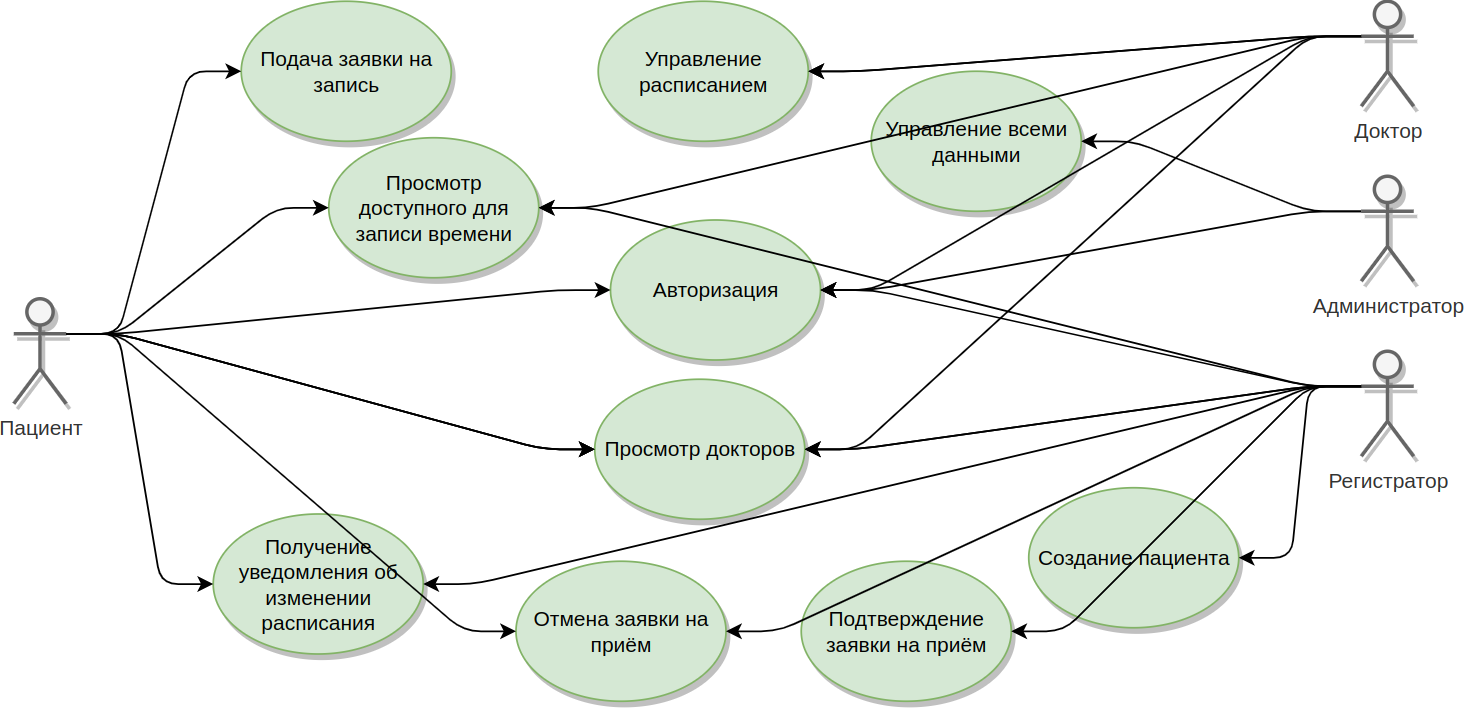 Подача заявки на
запись
Управление
расписанием
Доктор
Управление всеми
данными
Просмотр
доступного для
записи времени
Авторизация
Администратор
Пациент
Просмотр докторов
Регистратор
Получение
уведомления об
изменении
расписания
Создание пациента
Отмена заявки на
приём
Подтверждение
заявки на приём